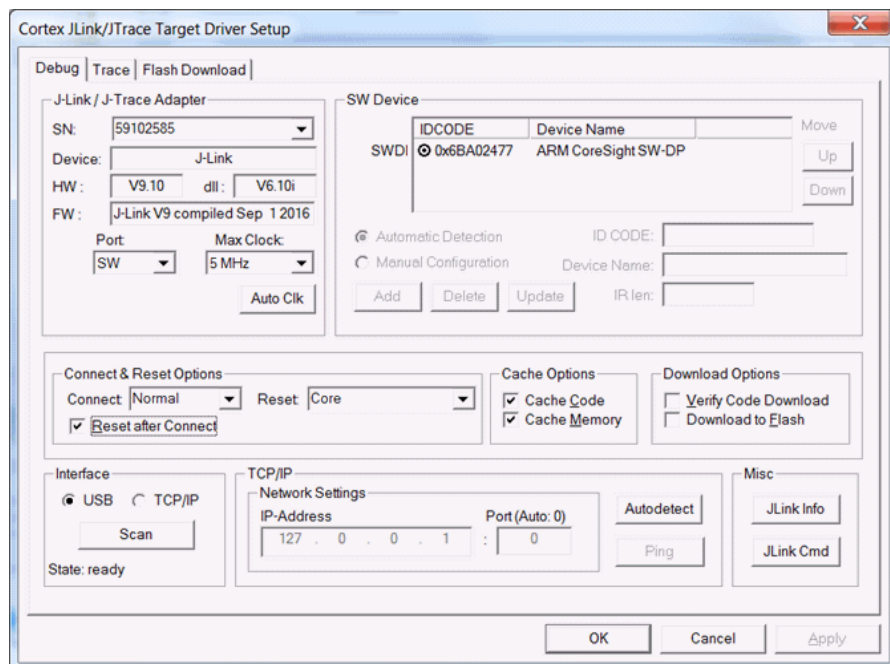 Cortex JLink/JTrace Target Driver Setup
Debug Trace Flash Download
J-Link / J-Trace Adapter
SN: 59102585
Device: J-Link
HW : V9.10 dll : V6.10i
FW : J-Link V9 compiled Sep 1 2016
Port: Max Clock:
SW 5 MHz
Auto Clk
SW Device
IDCODE Device Name
SWDI 0x6BA02477 ARM CoreSight SW-DP
Move
Up
Down
Automatic Detection ID CODE:
Manual Configuration Device Name:
Add Delete Update IR len:
Connect & Reset Options
Connect: Normal Reset: Core
Reset after Connect
Cache Options
Cache Code
Cache Memory
Download Options
Verify Code Download
Download to Flash
Interface
USB TCP/IP
Scan
State: ready
TCP/IP
Network Settings
IP-Address Port (Auto: 0)
127 . 0 . 0 . 1 : 0
Autodetect
Ping
Misc
JLink Info
JLink Cmd
OK Cancel Apply